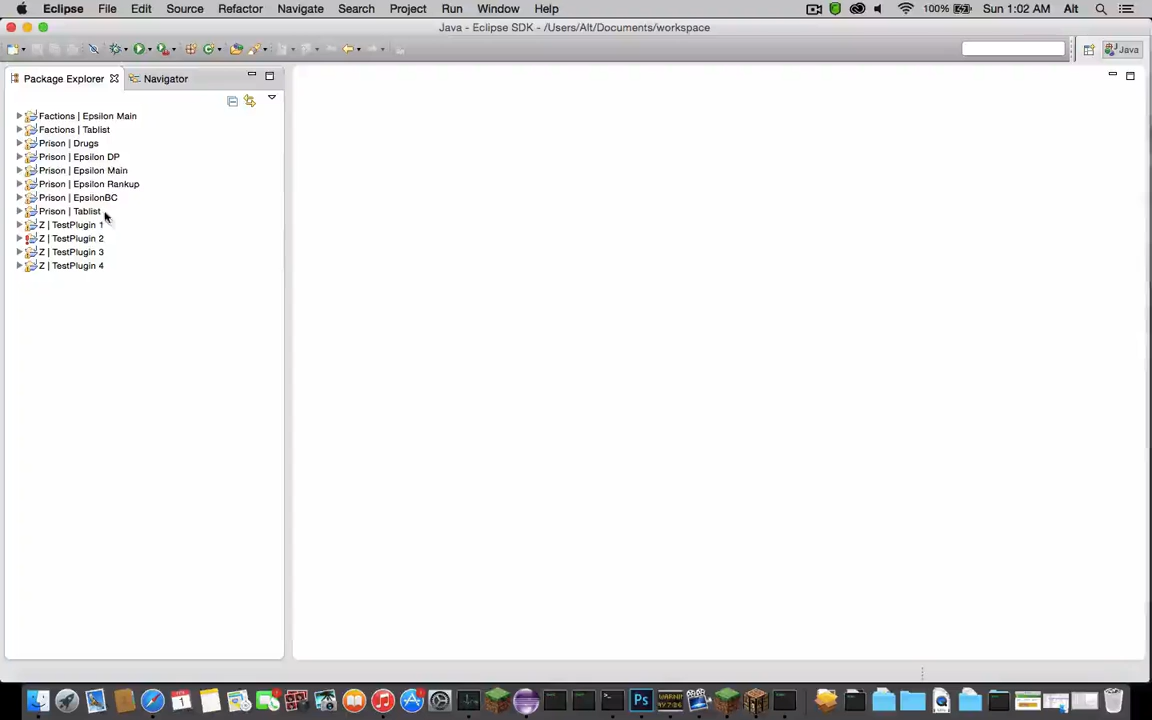 Eclipse File Edit Source Refactor Navigate Search Project Run Window Help 100% Sun 1:02 AM Alt
Java - Eclipse SDK - /Users/Alt/Documents/workspace
Java
Package Explorer Navigator
Factions | Epsilon Main
Factions | Tablist
Prison | Drugs
Prison | Epsilon DP
Prison | Epsilon Main
Prison | Epsilon Rankup
Prison | EpsilonBC
Prison | Tablist
Z | TestPlugin 1
Z | TestPlugin 2
Z | TestPlugin 3
Z | TestPlugin 4
Ps